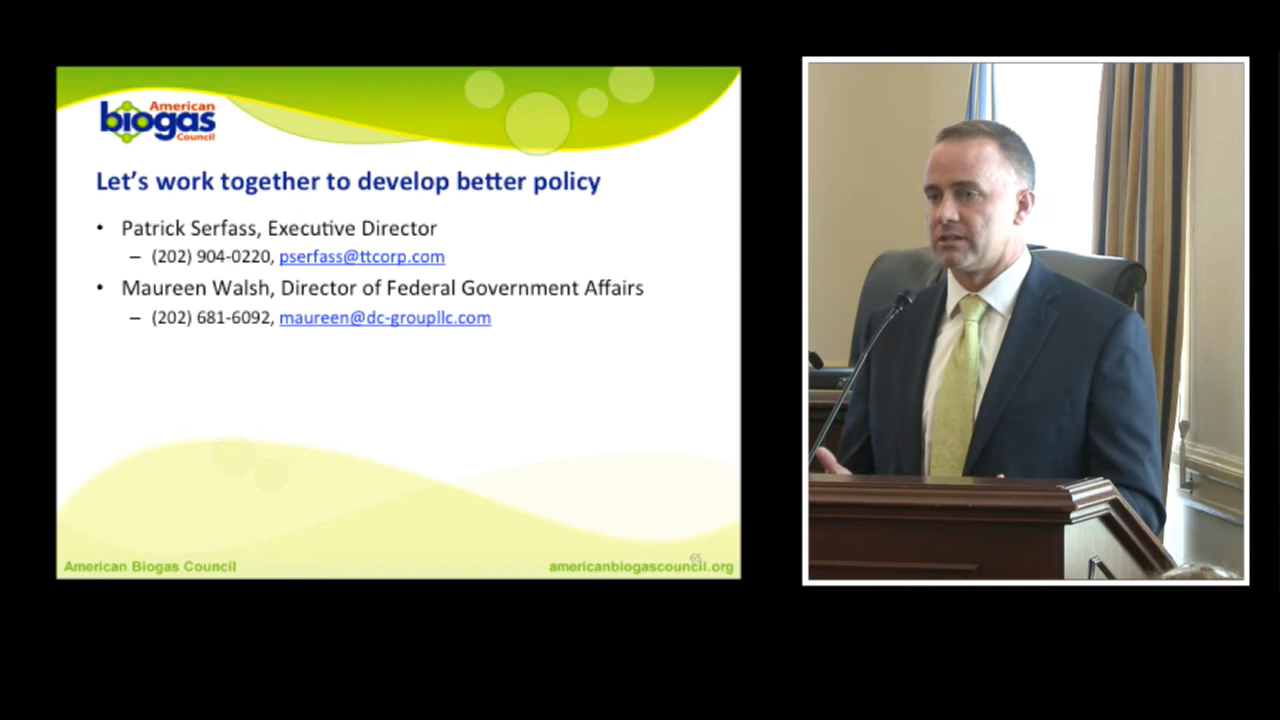 American
biogas
Council
Let's work together to develop better policy
• Patrick Serfass, Executive Director
– (202) 904-0220, pserfass@ttcorp.com
• Maureen Walsh, Director of Federal Government Affairs
– (202) 681-6092, maureen@dc-groupllc.com
65
American Biogas Council
americanbiogascouncil.org